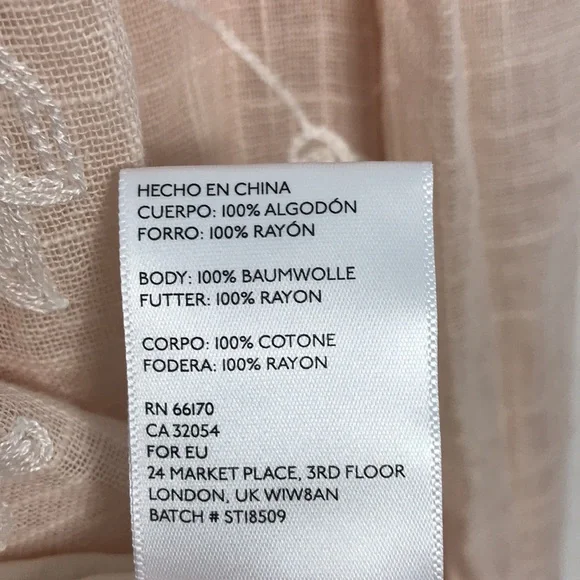 HECHO EN CHINA
CUERPO: 100% ALGODÓN
FORRO: 100% RAYÓN
BODY: 100% BAUMWOLLE
FUTTER: 100% RAYON
CORPO: 100% COTONE
FODERA: 100% RAYON
RN 66170
CA 32054
FOR EU
24 MARKET PLACE, 3RD FLOOR
LONDON, UK W1W8AN
BATCH # ST18509